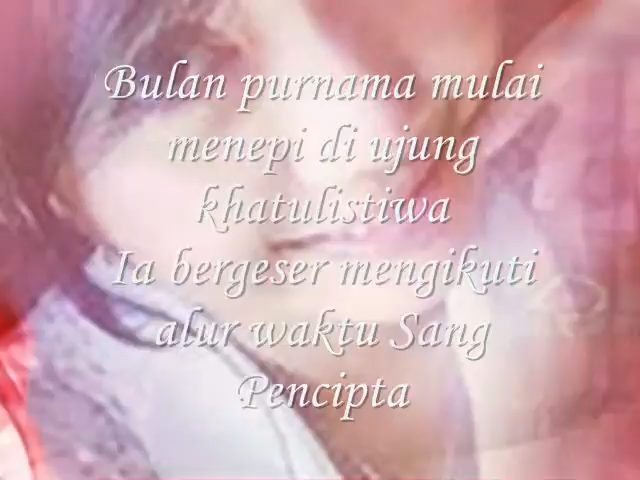 Bulan purnama mulai
menepi di ujung
khatulistiwa
Ia bergeser mengikuti
alur waktu Sang
Pencipta